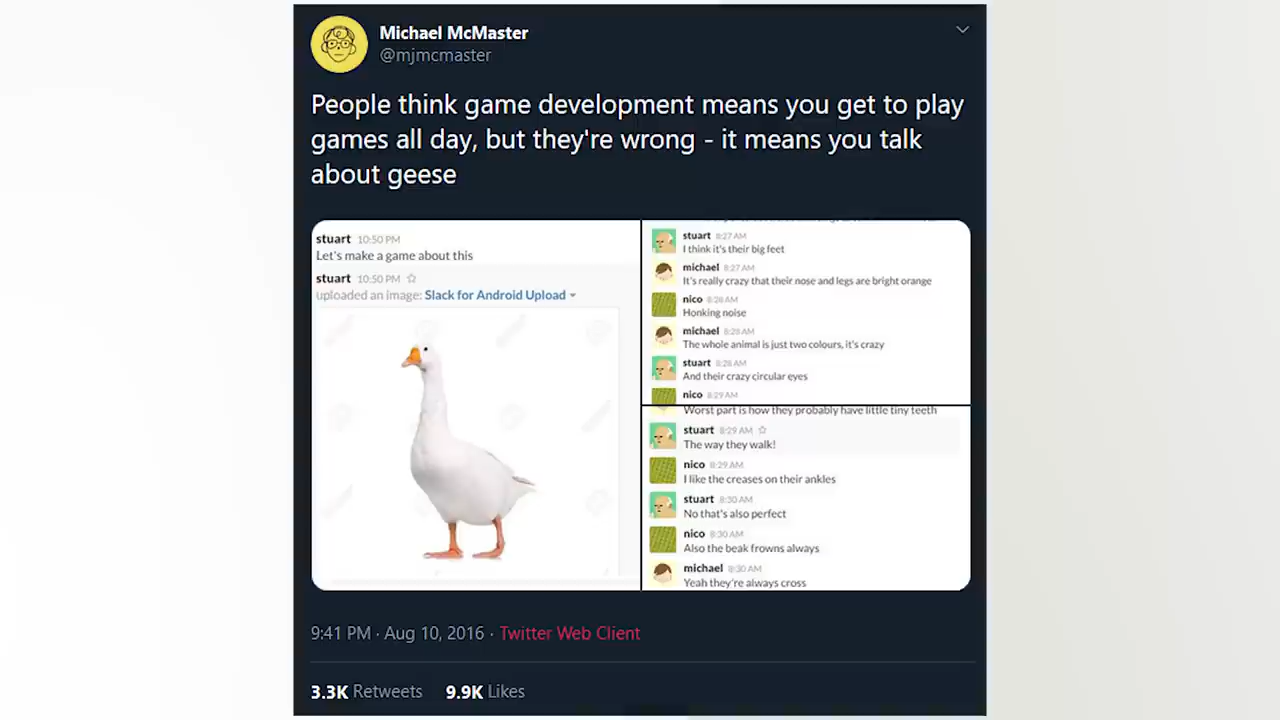 Michael McMaster
@mjmcmaster
People think game development means you get to play
games all day, but they're wrong - it means you talk
about geese
stuart 10:50 PM
Let's make a game about this
stuart 10:50 PM
uploaded an image: Slack for Android Upload
stuart 8:27 AM
I think it's their big feet
michael 8:27 AM
It's really crazy that their nose and legs are bright orange
nico 8:28 AM
Honking noise
michael 8:28 AM
The whole animal is just two colours, it's crazy
stuart 8:28 AM
And their crazy circular eyes
nico 8:29 AM
Worst part is how they probably have little tiny teeth
stuart 8:29 AM
The way they walk!
nico 8:29 AM
I like the creases on their ankles
stuart 8:30 AM
No that's also perfect
nico 8:30 AM
Also the beak frowns always
michael 8:30 AM
Yeah they're always cross
9:41 PM · Aug 10, 2016 · Twitter Web Client
3.3K Retweets 9.9K Likes